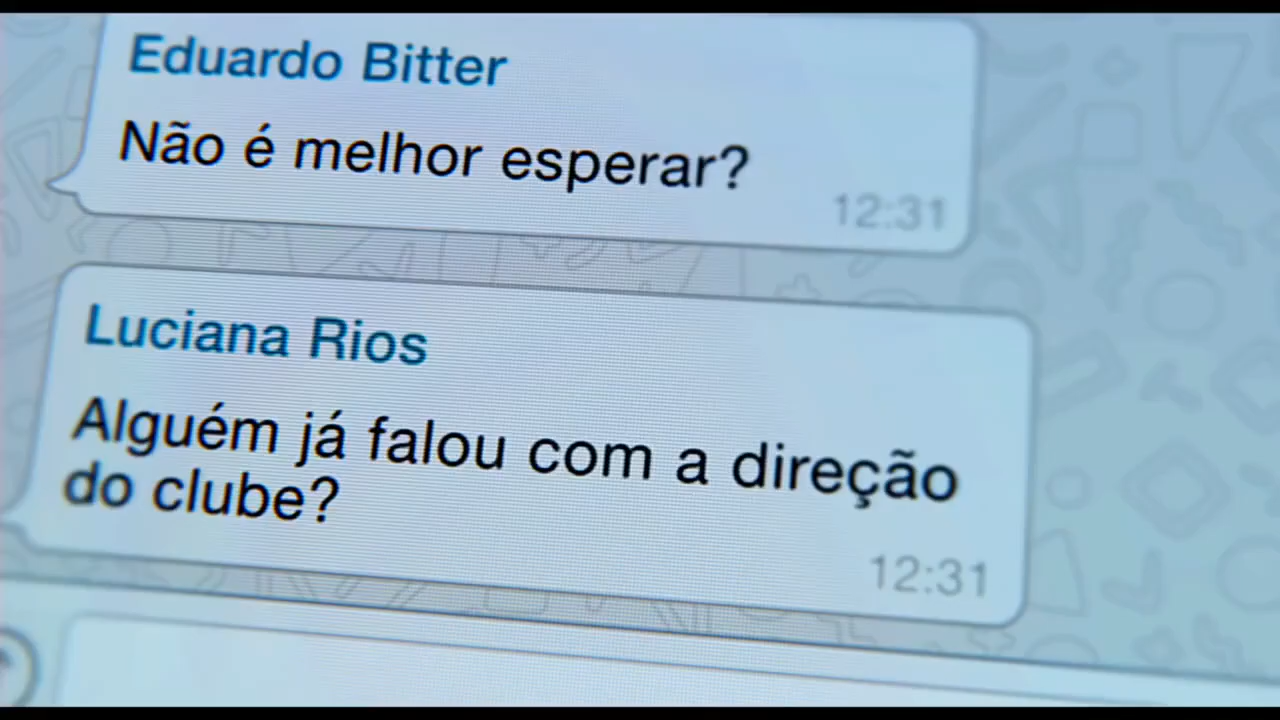 Eduardo Bitter
Não é melhor esperar?
12:31
Luciana Rios
Alguém já falou com a direção
do clube?
12:31